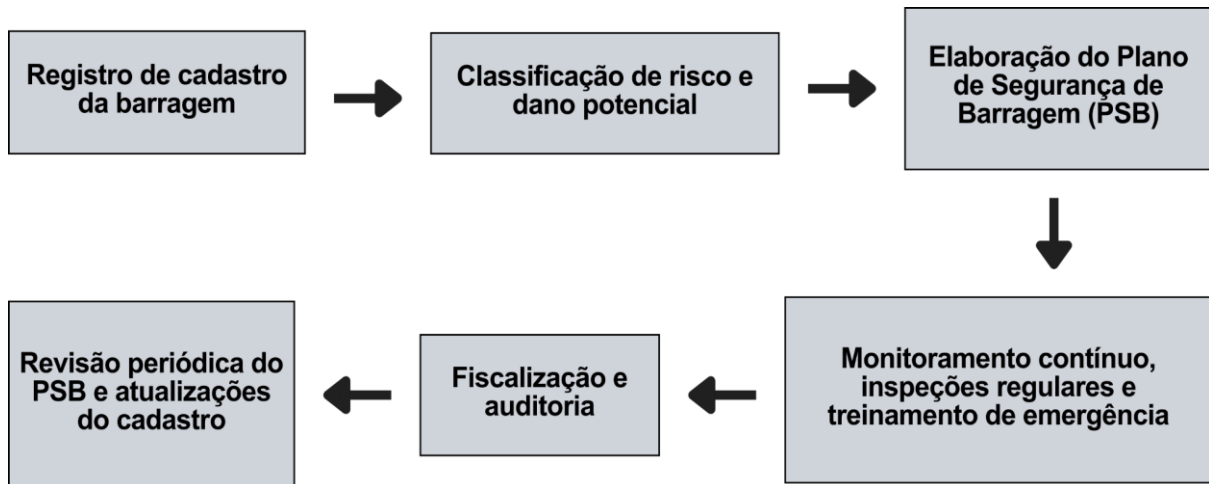 Registro de cadastro
da barragem
Classificação de risco e
dano potencial
Elaboração do Plano
de Segurança de
Barragem (PSB)
Monitoramento contínuo,
inspeções regulares e
treinamento de emergência
Fiscalização e
auditoria
Revisão periódica do
PSB e atualizações
do cadastro